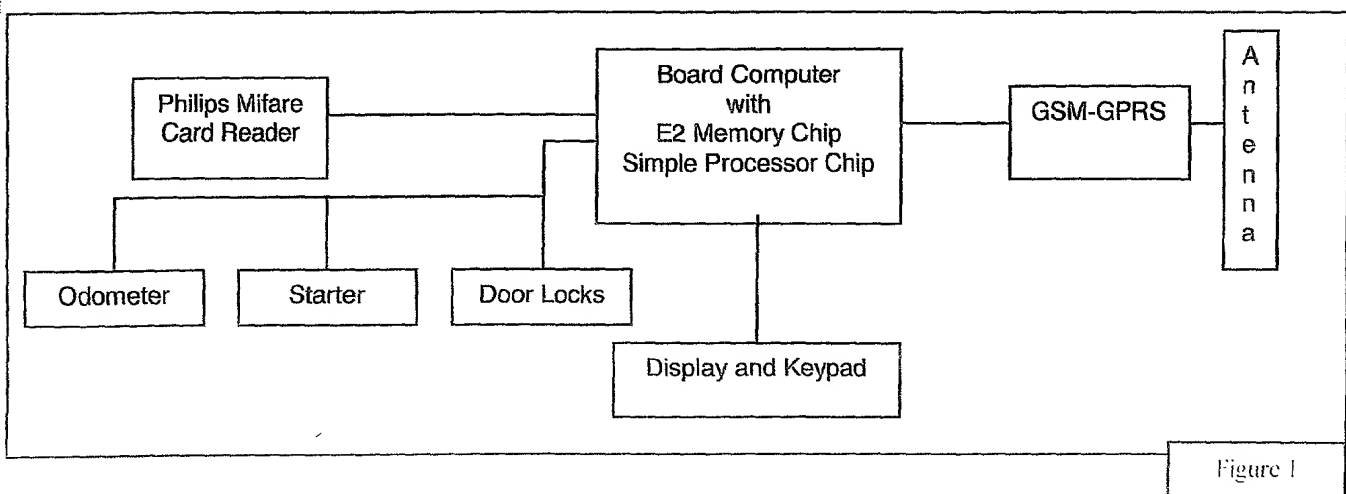 Philips Mifare
Card Reader
Board Computer
with
E2 Memory Chip
Simple Processor Chip
GSM-GPRS
Antenna
Odometer
Starter
Door Locks
Display and Keypad
Figure 1